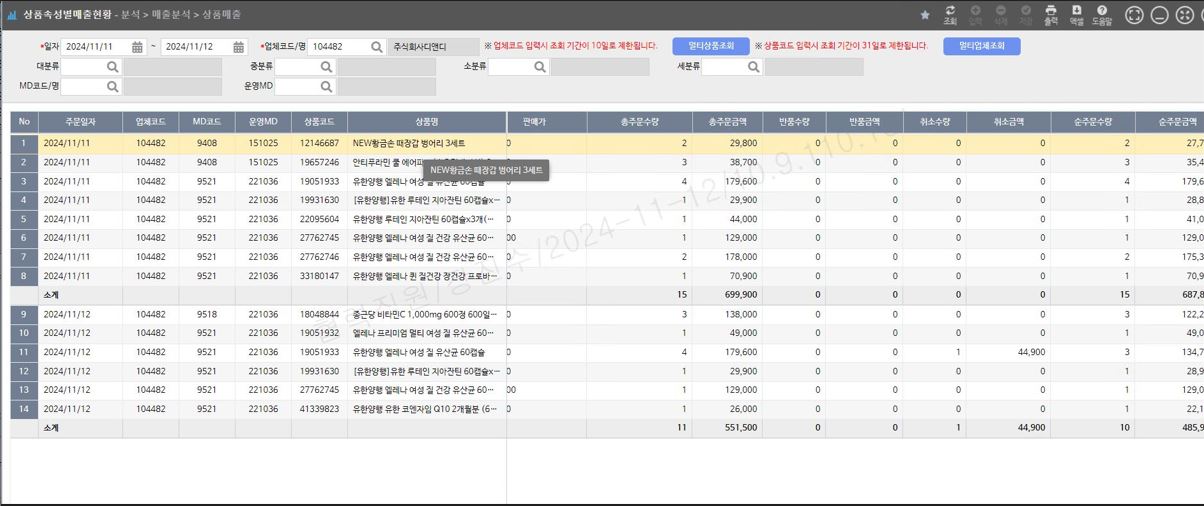 상품속성별매출현황 - 분석 > 매출분석 > 상품매출
조회 입력 삭제 저장 출력 엑셀 도움말
*일자 2024/11/11 ~ 2024/11/12 *업체코드/명 104482 주식회사디앤디 ※ 업체코드 입력시 조회 기간이 10일로 제한됩니다. 멀티상품조회 ※ 상품코드 입력시 조회 기간이 31일로 제한됩니다. 멀티업체조회
대분류 중분류 소분류 세분류
MD코드/명 운영MD
No 주문일자 업체코드 MD코드 운영MD 상품코드 상품명 판매가 총주문수량 총주문금액 반품수량 반품금액 취소수량 취소금액 순주문수량 순주문금액
1 2024/11/11 104482 9408 151025 12146687 NEW황금손 때장갑 벙어리 3세트 0 2 29,800 0 0 0 0 2 27,7
2 2024/11/11 104482 9408 151025 19657246 안티푸라민 쿨 에어파 3 38,700 0 0 0 0 3 35,4
NEW황금손 때장갑 벙어리 3세트
3 2024/11/11 104482 9521 221036 19051933 유한양행 엘레나 여성 질 유산균 60캡슐 0 4 179,600 0 0 0 0 4 179,6
4 2024/11/11 104482 9521 221036 19931630 [유한양행]유한 루테인 지아잔틴 60캡슐x… 0 1 29,900 0 0 0 0 1 28,8
5 2024/11/11 104482 9521 221036 22095604 유한양행 루테인 지아잔틴 60캡슐x3개(… 0 1 44,000 0 0 0 0 1 41,0
6 2024/11/11 104482 9521 221036 27762745 유한양행 엘레나 여성 질 건강 유산균 60… 00 1 129,000 0 0 0 0 1 129,0
7 2024/11/11 104482 9521 221036 27762746 유한양행 엘레나 여성 질 건강 유산균 60… 0 2 178,000 0 0 0 0 2 175,3
8 2024/11/11 104482 9521 221036 33180147 유한양행 엘레나 퀸 질건강 장건강 프로바… 0 1 70,900 0 0 0 0 1 70,9
소계 15 699,900 0 0 0 0 15 687,8
9 2024/11/12 104482 9518 221036 18048844 종근당 비타민C 1,000mg 600정 600일… 0 3 138,000 0 0 0 0 3 122,2
10 2024/11/12 104482 9521 221036 19051932 엘레나 프리미엄 멀티 여성 질 유산균 … 0 1 49,000 0 0 0 0 1 49,0
11 2024/11/12 104482 9521 221036 19051933 유한양행 엘레나 여성 질 유산균 60캡슐 0 4 179,600 0 0 1 44,900 3 134,7
12 2024/11/12 104482 9521 221036 19931630 [유한양행]유한 루테인 지아잔틴 60캡슐x… 0 1 29,900 0 0 0 0 1 28,9
13 2024/11/12 104482 9521 221036 27762745 유한양행 엘레나 여성 질 건강 유산균 60… 00 1 129,000 0 0 0 0 1 129,0
14 2024/11/12 104482 9521 221036 41339823 유한양행 유한 코엔자임 Q10 2개월분 (6… 0 1 26,000 0 0 0 0 1 22,1
소계 11 551,500 0 0 1 44,900 10 485,9